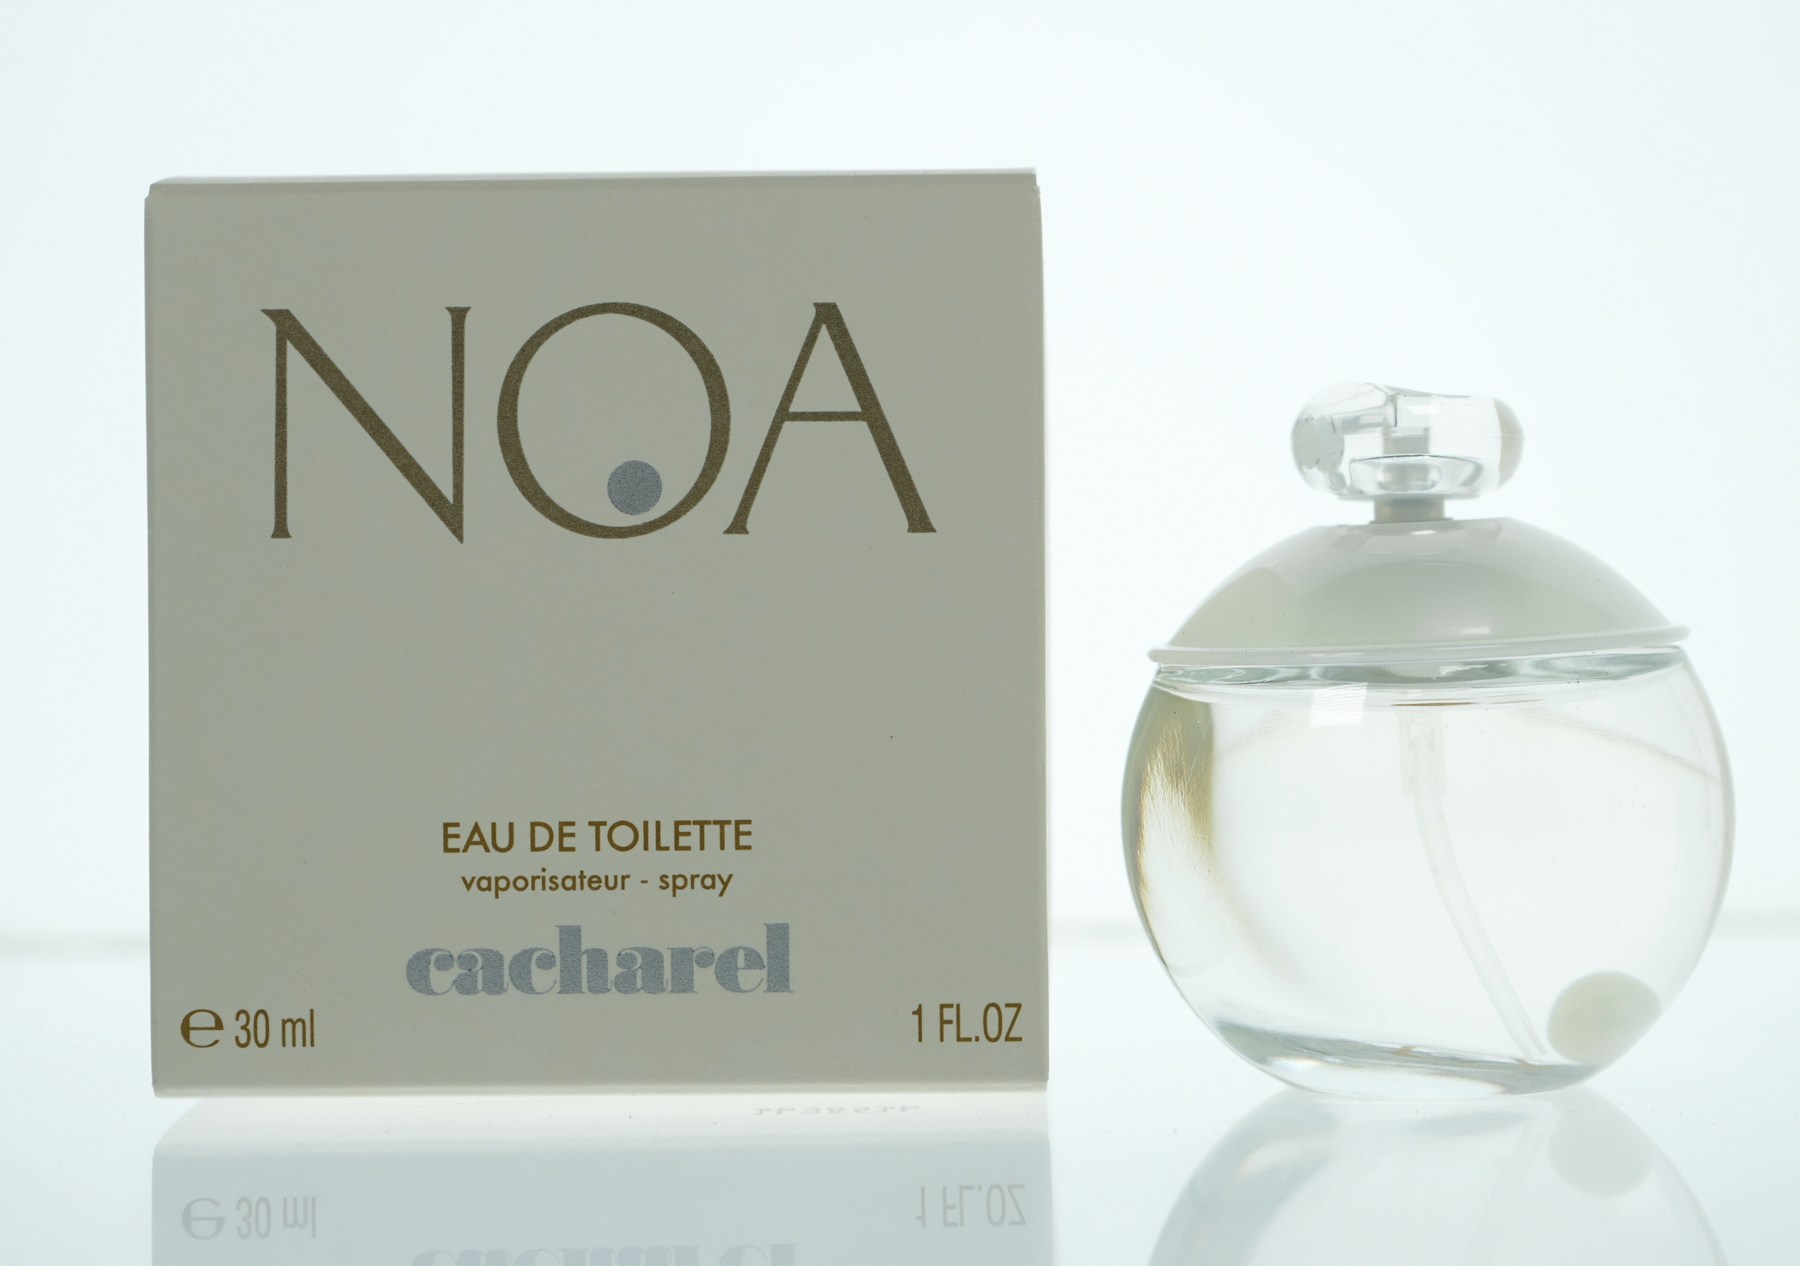 NOA
EAU DE TOILETTE
vaporisateur - spray
cacharel
℮ 30 ml
1 FL.OZ